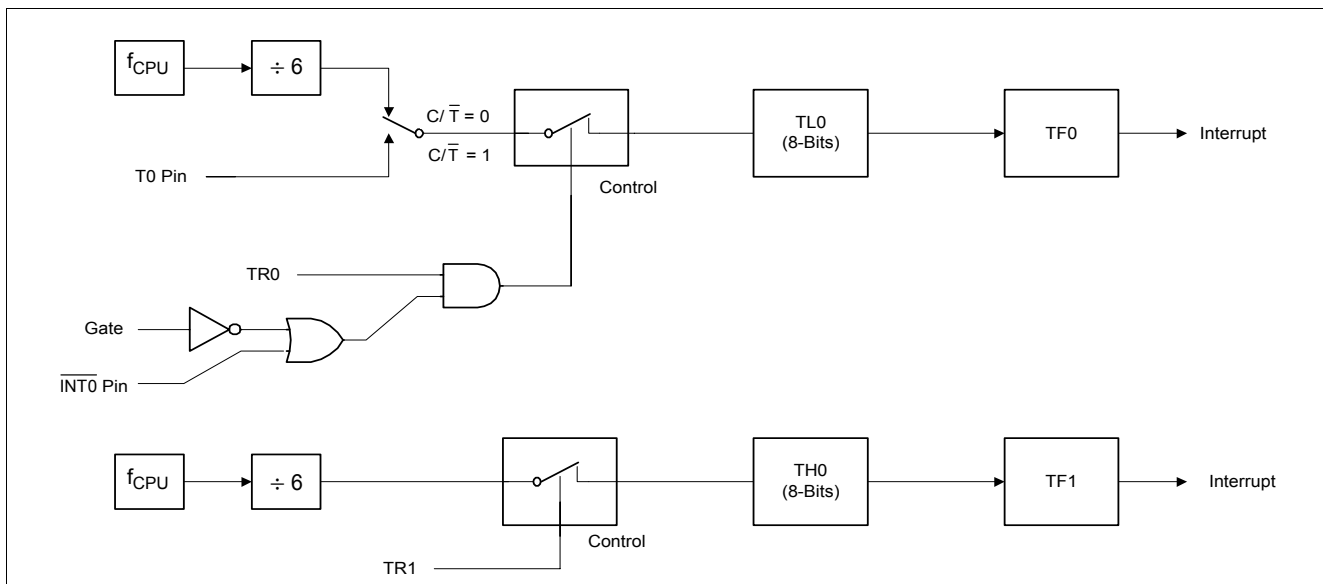 fCPU
÷ 6
C/T̅ = 0
C/T̅ = 1
T0 Pin
Control
TL0
(8-Bits)
TF0
Interrupt
TR0
Gate
I̅N̅T̅0̅ Pin
fCPU
÷ 6
Control
TR1
TH0
(8-Bits)
TF1
Interrupt